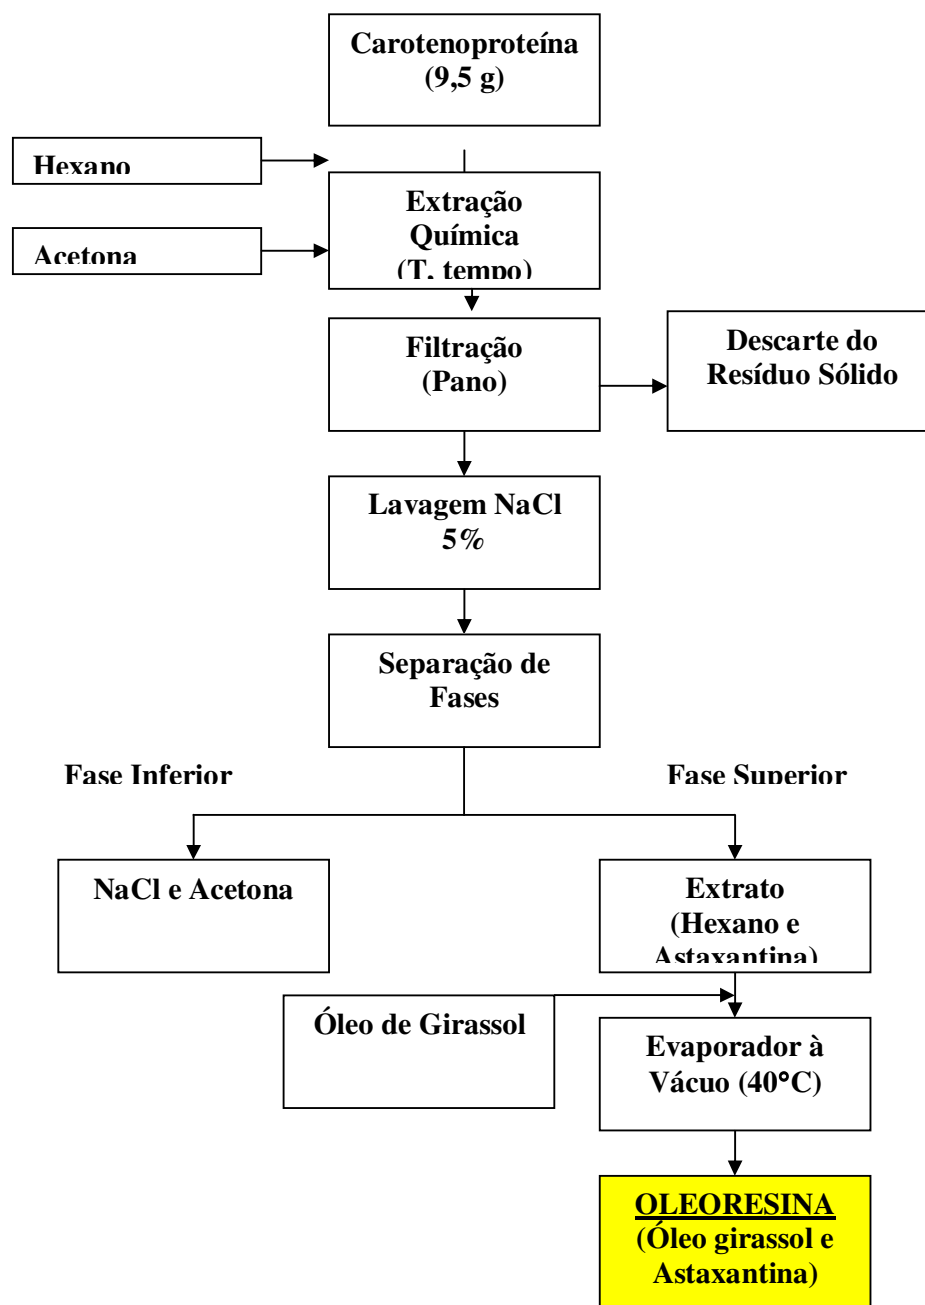 Carotenoproteína
(9,5 g)
Hexano
Extração
Química
(T, tempo)
Acetona
Filtração
(Pano)
Descarte do
Resíduo Sólido
Lavagem NaCl
5%
Separação de
Fases
Fase Inferior
Fase Superior
NaCl e Acetona
Extrato
(Hexano e
Astaxantina)
Óleo de Girassol
Evaporador à
Vácuo (40°C)
OLEORESINA
(Óleo girassol e
Astaxantina)